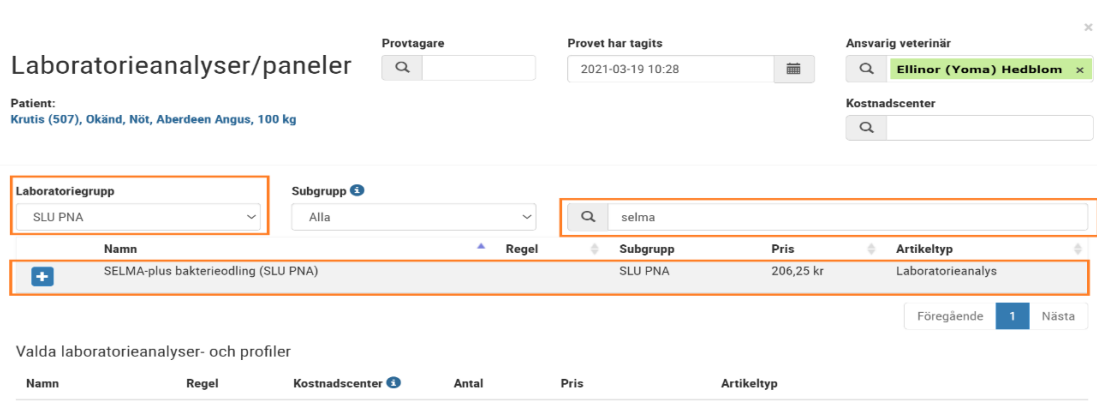 ×
Laboratorieanalyser/paneler
Provtagare
Provet har tagits
2021-03-19 10:28
Ansvarig veterinär
Ellinor (Yoma) Hedblom ×
Patient:
Krutis (507), Okänd, Nöt, Aberdeen Angus, 100 kg
Kostnadscenter
Laboratoriegrupp
SLU PNA
Subgrupp
Alla
selma
Namn Regel Subgrupp Pris Artikeltyp
SELMA-plus bakterieodling (SLU PNA) SLU PNA 206,25 kr Laboratorieanalys
Föregående 1 Nästa
Valda laboratorieanalyser- och profiler
Namn Regel Kostnadscenter Antal Pris Artikeltyp